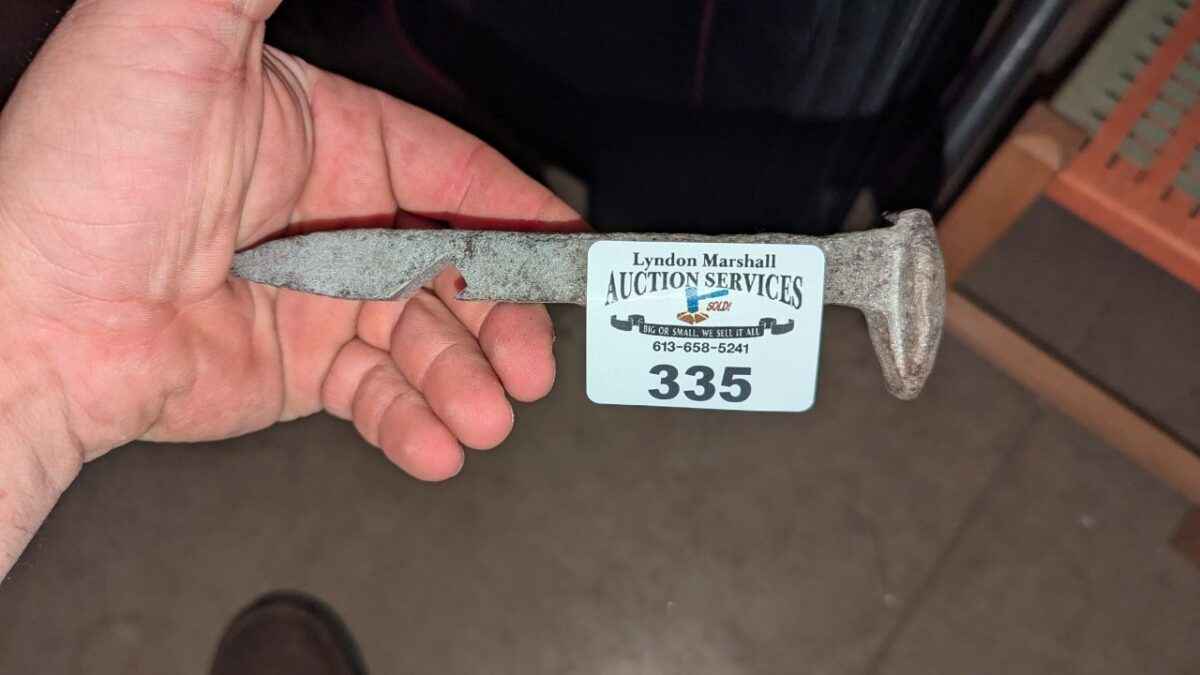 Lyndon Marshall
AUCTION SERVICES
SOLD!
BIG OR SMALL, WE SELL IT ALL
613-658-5241
335